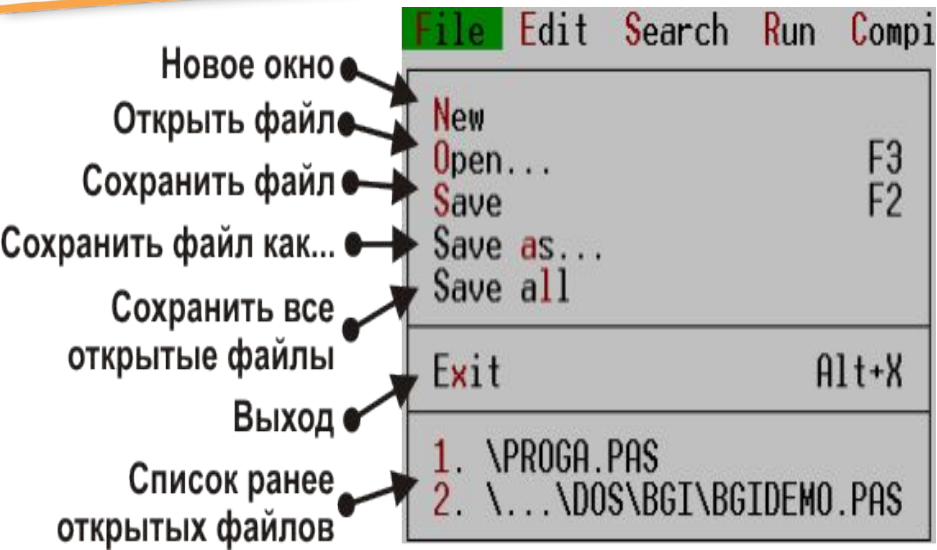 File Edit Search Run Compi
Новое окно
New
Открыть файл
Open... F3
Сохранить файл
Save F2
Сохранить файл как...
Save as...
Сохранить все
открытые файлы
Save all
Выход
Exit Alt+X
Список ранее
открытых файлов
1. \PROGA.PAS
2. \...\DOS\BGI\BGIDEMO.PAS